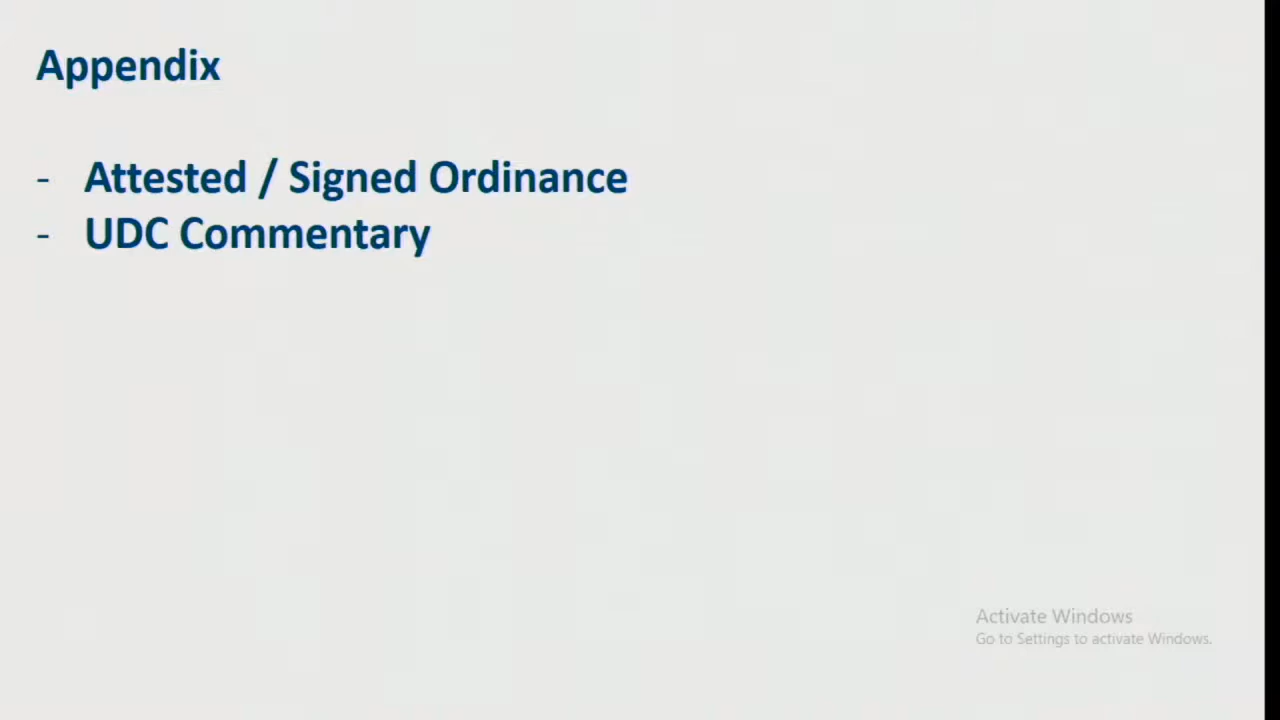 Appendix
- Attested / Signed Ordinance
- UDC Commentary
Activate Windows
Go to Settings to activate Windows.